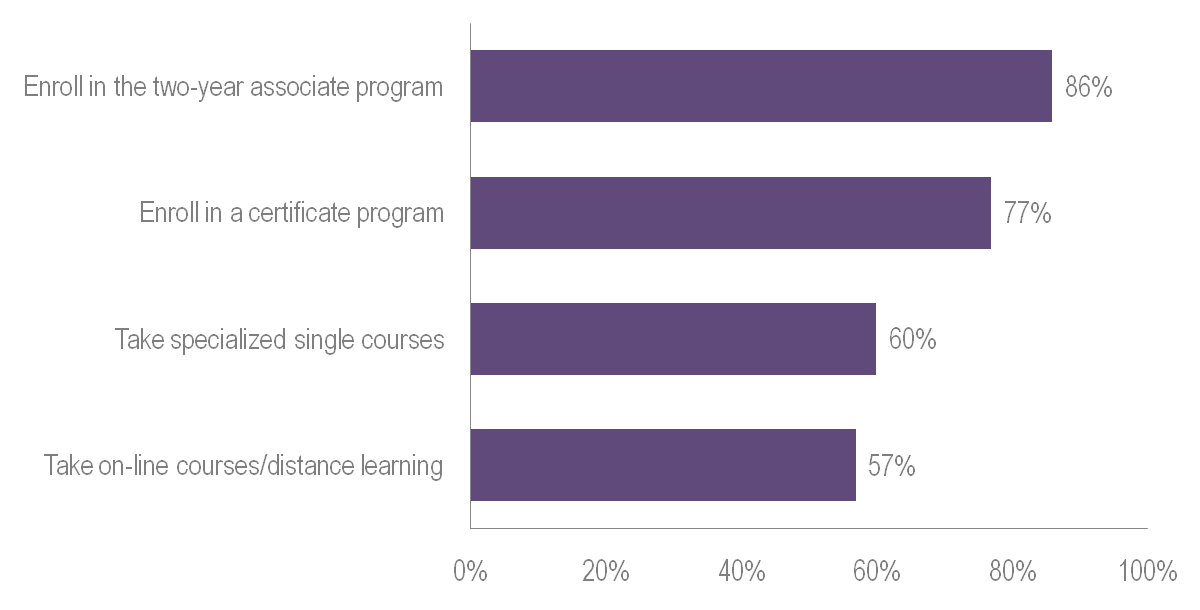 Enroll in the two-year associate program
86%
Enroll in a certificate program
77%
Take specialized single courses
60%
Take on-line courses/distance learning
57%
0% 20% 40% 60% 80% 100%